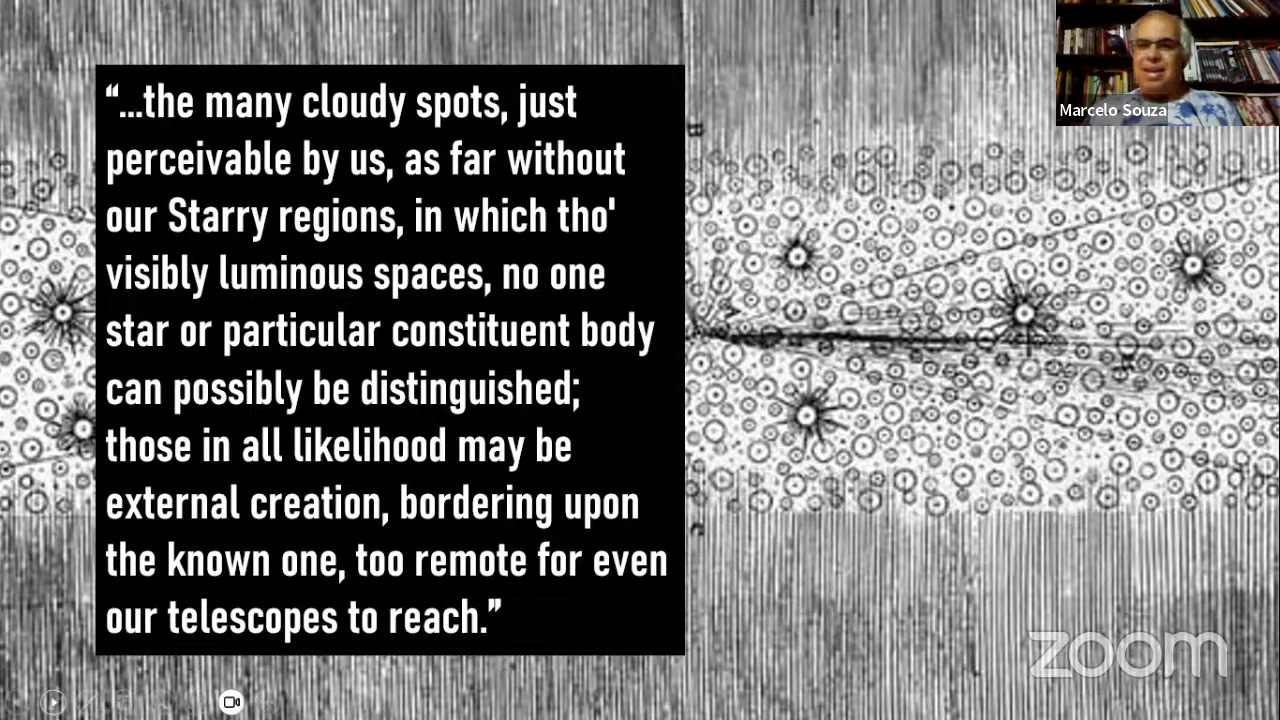 “...the many cloudy spots, just
perceivable by us, as far without
our Starry regions, in which tho'
visibly luminous spaces, no one
star or particular constituent body
can possibly be distinguished;
those in all likelihood may be
external creation, bordering upon
the known one, too remote for even
our telescopes to reach.”
Marcelo Souza
B
zoom